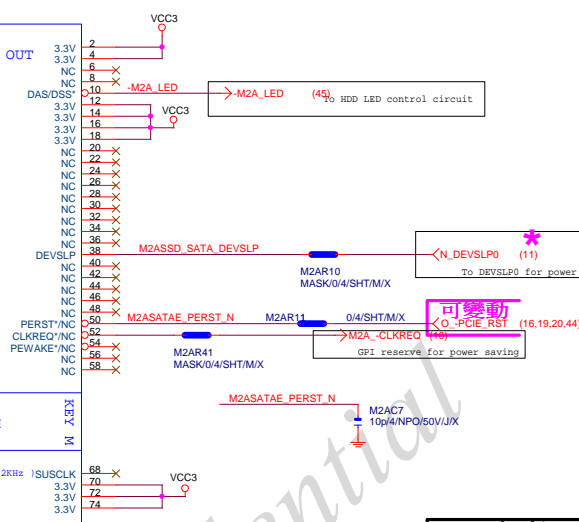 VCC3
OUT
3.3V 2
3.3V 4
NC 6
NC 8
DAS/DSS* 10 -M2A_LED -M2A_LED (45) To HDD LED control circuit
3.3V 12
VCC3
3.3V 14
3.3V 16
3.3V 18
NC 20
NC 22
NC 24
NC 26
NC 28
NC 30
NC 32
NC 34
NC 36
*
DEVSLP 38 M2ASSD_SATA_DEVSLP N_DEVSLP0 (11)
NC 40
M2AR10
To DEVSLP0 for power
NC 42
MASK/0/4/SHT/M/X
NC 44
NC 46
NC 48
可變動
PERST*/NC 50 M2ASATAE_PERST_N M2AR11 0/4/SHT/M/X O_-PCIE_RST (16,19,20,44)
CLKREQ*/NC 52 M2A_-CLKREQ (10)
PEWAKE*/NC 54
M2AR41
GPI reserve for power saving
NC 56
MASK/0/4/SHT/M/X
NC 58
M2ASATAE_PERST_N
KEY M
M2AC7
10p/4/NPO/50V/J/X
2KHz )SUSCLK 68
VCC3
3.3V 70
3.3V 72
3.3V 74
ential